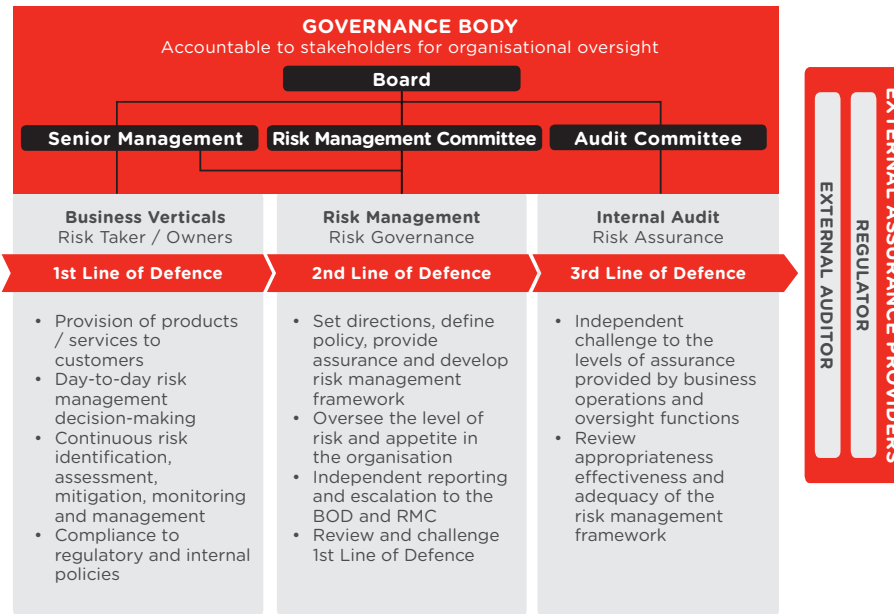 GOVERNANCE BODY
Accountable to stakeholders for organisational oversight
Board
Senior Management
Risk Management Committee
Audit Committee
Business Verticals
Risk Taker / Owners
1st Line of Defence
• Provision of products
/ services to
customers
• Day-to-day risk
management
decision-making
• Continuous risk
identification,
assessment,
mitigation, monitoring
and management
• Compliance to
regulatory and internal
policies
Risk Management
Risk Governance
2nd Line of Defence
• Set directions, define
policy, provide
assurance and develop
risk management
framework
• Oversee the level of
risk and appetite in
the organisation
• Independent reporting
and escalation to the
BOD and RMC
• Review and challenge
1st Line of Defence
Internal Audit
Risk Assurance
3rd Line of Defence
• Independent
challenge to the
levels of assurance
provided by business
operations and
oversight functions
• Review
appropriateness
effectiveness and
adequacy of the
risk management
framework
EXTERNAL AUDITOR
REGULATOR
EXTERNAL ASSURANCE PROVIDERS